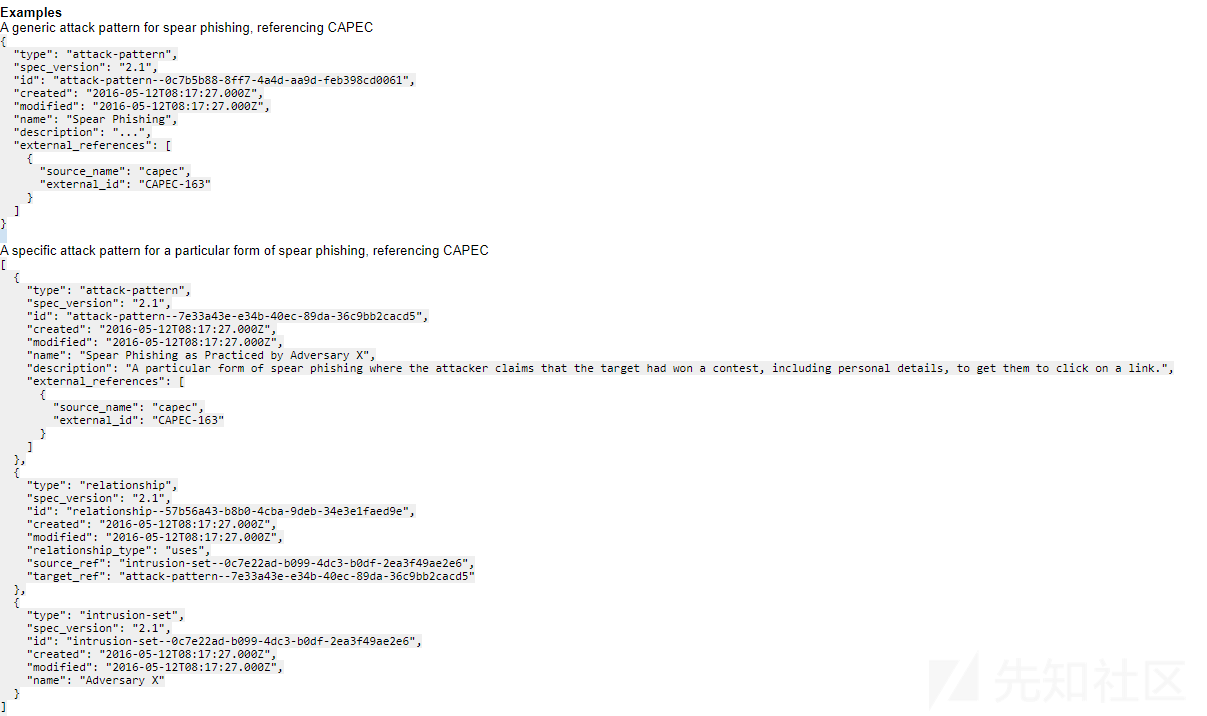 Examples
A generic attack pattern for spear phishing, referencing CAPEC
{
  "type": "attack-pattern",
  "spec_version": "2.1",
  "id": "attack-pattern--0c7b5b88-8ff7-4a4d-aa9d-feb398cd0061",
  "created": "2016-05-12T08:17:27.000Z",
  "modified": "2016-05-12T08:17:27.000Z",
  "name": "Spear Phishing",
  "description": "...",
  "external_references": [
    {
      "source_name": "capec",
      "external_id": "CAPEC-163"
    }
  ]
}
A specific attack pattern for a particular form of spear phishing, referencing CAPEC
[
  {
    "type": "attack-pattern",
    "spec_version": "2.1",
    "id": "attack-pattern--7e33a43e-e34b-40ec-89da-36c9bb2cacd5",
    "created": "2016-05-12T08:17:27.000Z",
    "modified": "2016-05-12T08:17:27.000Z",
    "name": "Spear Phishing as Practiced by Adversary X",
    "description": "A particular form of spear phishing where the attacker claims that the target had won a contest, including personal details, to get them to click on a link.",
    "external_references": [
      {
        "source_name": "capec",
        "external_id": "CAPEC-163"
      }
    ]
  },
  {
    "type": "relationship",
    "spec_version": "2.1",
    "id": "relationship--57b56a43-b8b0-4cba-9deb-34e3e1faed9e",
    "created": "2016-05-12T08:17:27.000Z",
    "modified": "2016-05-12T08:17:27.000Z",
    "relationship_type": "uses",
    "source_ref": "intrusion-set--0c7e22ad-b099-4dc3-b0df-2ea3f49ae2e6",
    "target_ref": "attack-pattern--7e33a43e-e34b-40ec-89da-36c9bb2cacd5"
  },
  {
    "type": "intrusion-set",
    "spec_version": "2.1",
    "id": "intrusion-set--0c7e22ad-b099-4dc3-b0df-2ea3f49ae2e6",
    "created": "2016-05-12T08:17:27.000Z",
    "modified": "2016-05-12T08:17:27.000Z",
    "name": "Adversary X"
  }
]
先知社区